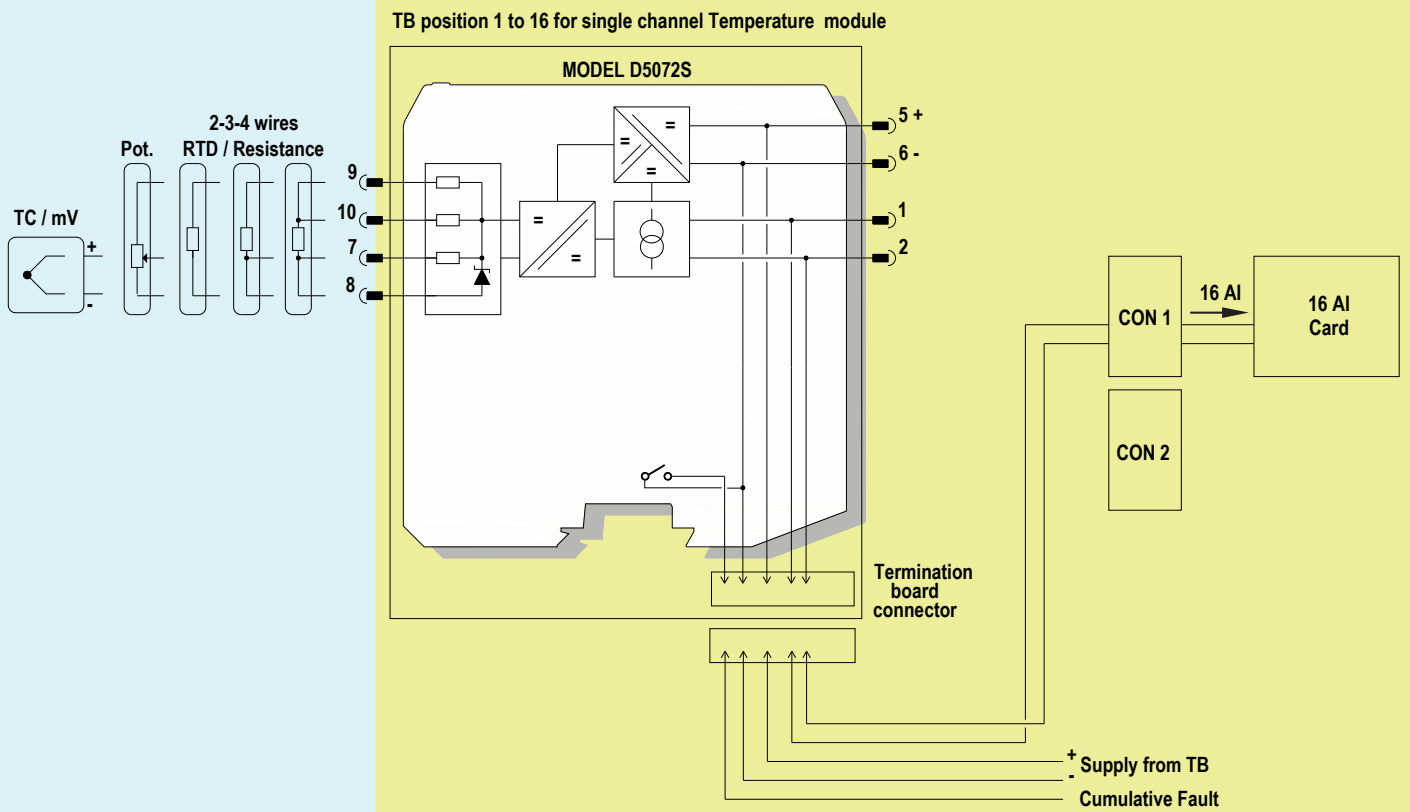 TB position 1 to 16 for single channel Temperature module
MODEL D5072S
2-3-4 wires
Pot.
RTD / Resistance
TC / mV
+
-
9
10
7
8
=
=
=
=
=
5 +
6 -
1
2
CON 1
16 AI
16 AI
Card
CON 2
Termination
board
connector
+
Supply from TB
-
Cumulative Fault